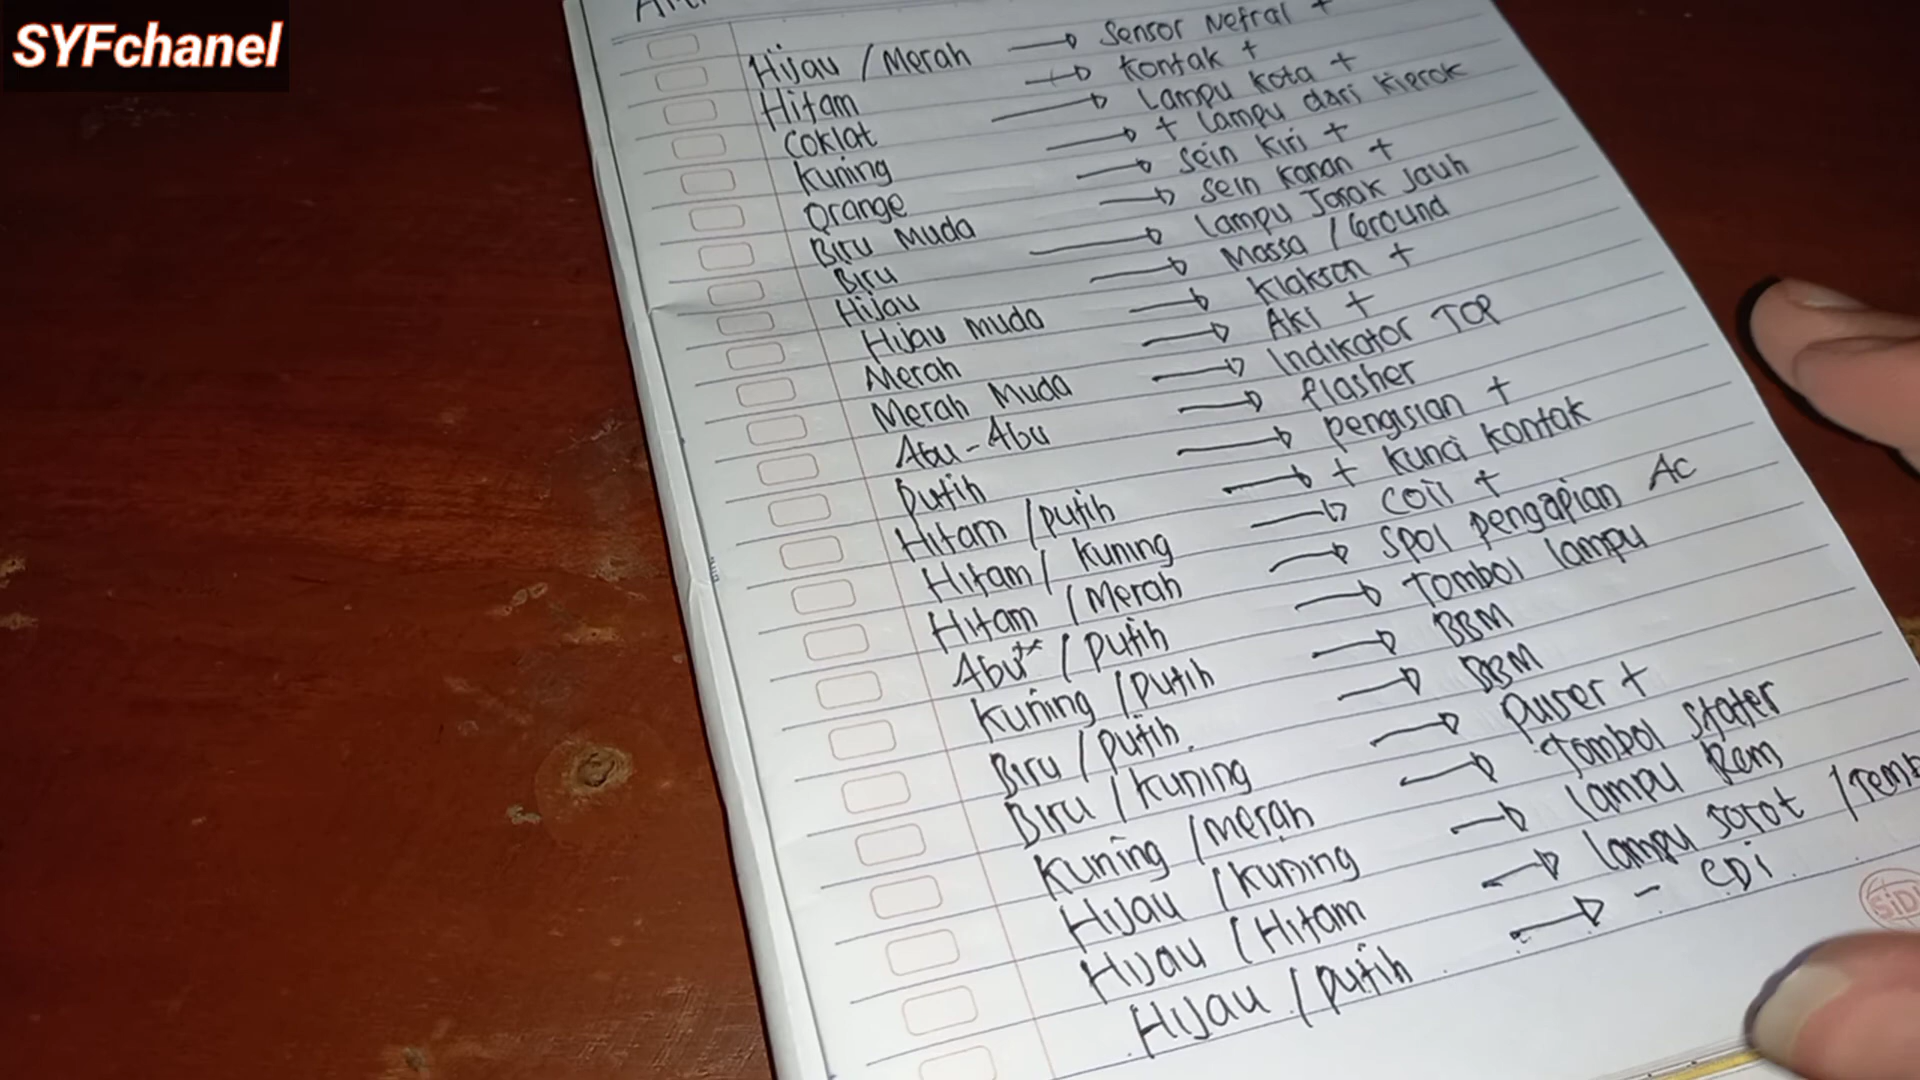 SYFchanel
Hijau / Merah → Sensor Nefral +
Hitam → Kontak +
Coklat → Lampu Kota +
Kuning → + Lampu dari Kiprok
Orange → Sein Kiri +
Biru Muda → Sein Kanan +
Biru → Lampu Jarak Jauh
Hijau → Massa / Ground
Hijau Muda → Klakson +
Merah → Aki +
Merah Muda → Indikator TOP
Abu-Abu → flasher
Putih → pengisian +
Hitam / putih → + Kunci Kontak
Hitam / Kuning → Coil +
Hitam / Merah → Spol pengapian AC
Abu** / putih → Tombol lampu
Kuning / putih → BBM
Biru / putih → BBM
Biru / Kuning → Puser +
Kuning / merah → Tombol Stater
Hijau / Kuning → Lampu Rem
Hijau / Hitam → Lampu Sorot
Hijau / putih → - CDi